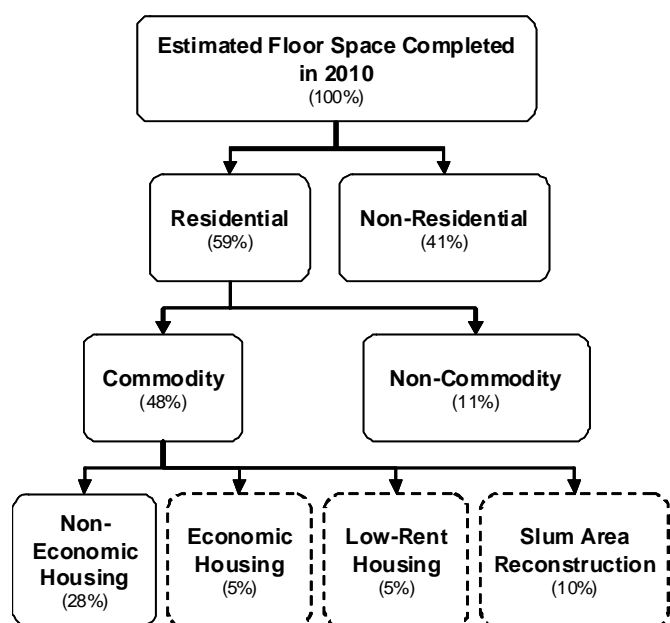 Estimated Floor Space Completed
in 2010
(100%)
Residential
(59%)
Non-Residential
(41%)
Commodity
(48%)
Non-Commodity
(11%)
Non-
Economic
Housing
(28%)
Economic
Housing
(5%)
Low-Rent
Housing
(5%)
Slum Area
Reconstruction
(10%)